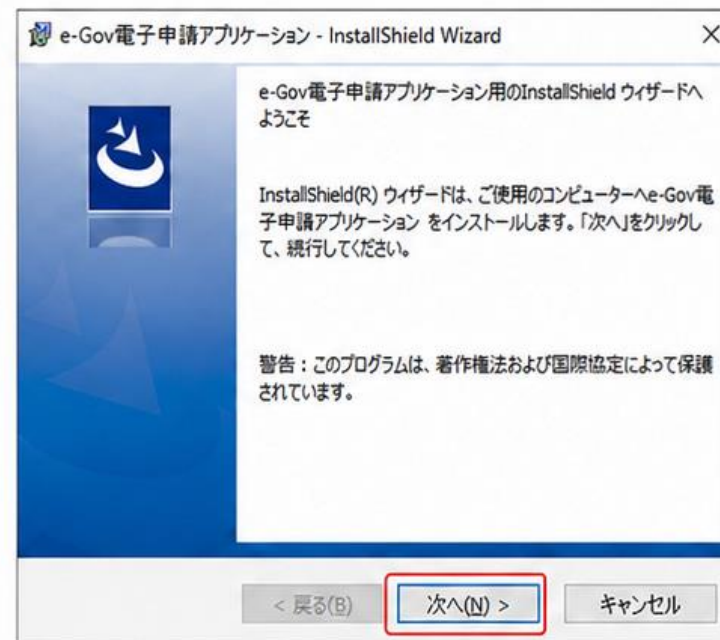 e-Gov電子申請アプリケーション - InstallShield Wizard
e-Gov電子申請アプリケーション用のInstallShield ウィザードへ
ようこそ
InstallShield(R) ウィザードは、ご使用のコンピューターへe-Gov電
子申請アプリケーション をインストールします。「次へ」をクリックし
て、続行してください。
警告：このプログラムは、著作権法および国際協定によって保護
されています。
< 戻る(B)
次へ(N) >
キャンセル